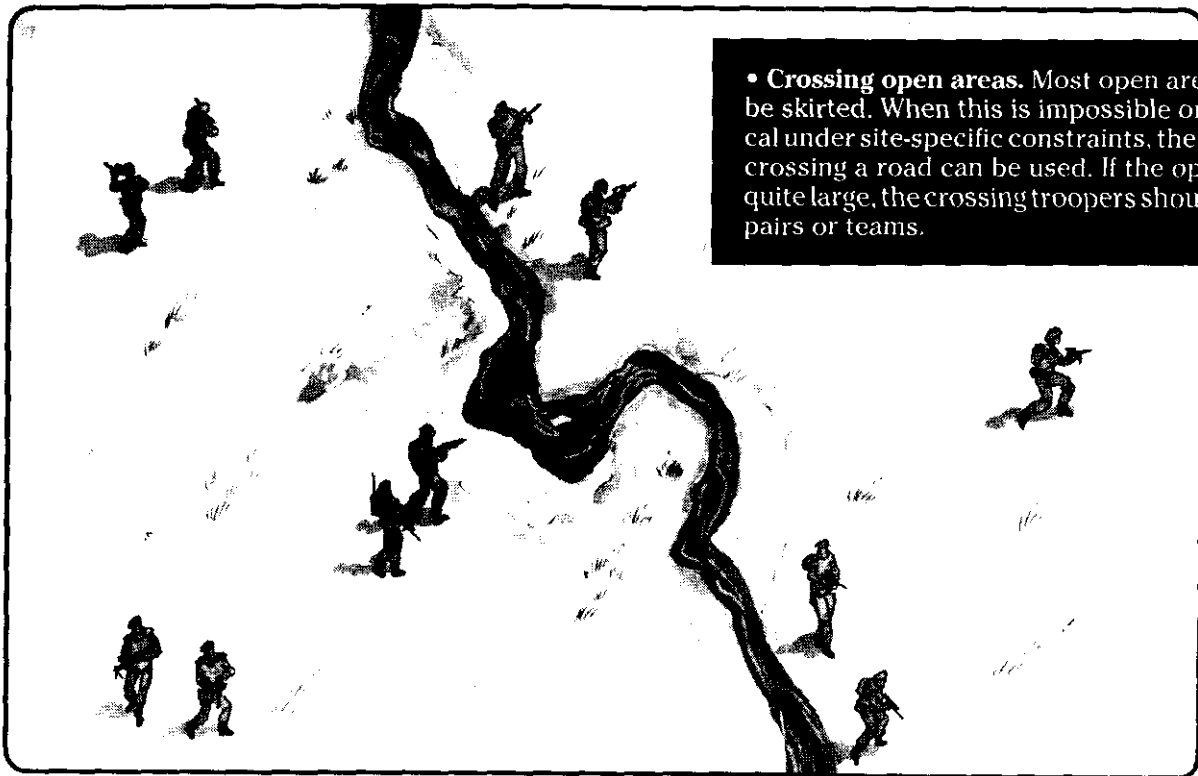 • Crossing open areas. Most open are
be skirted. When this is impossible or
cal under site-specific constraints, the
crossing a road can be used. If the op
quite large, the crossing troopers shou
pairs or teams.